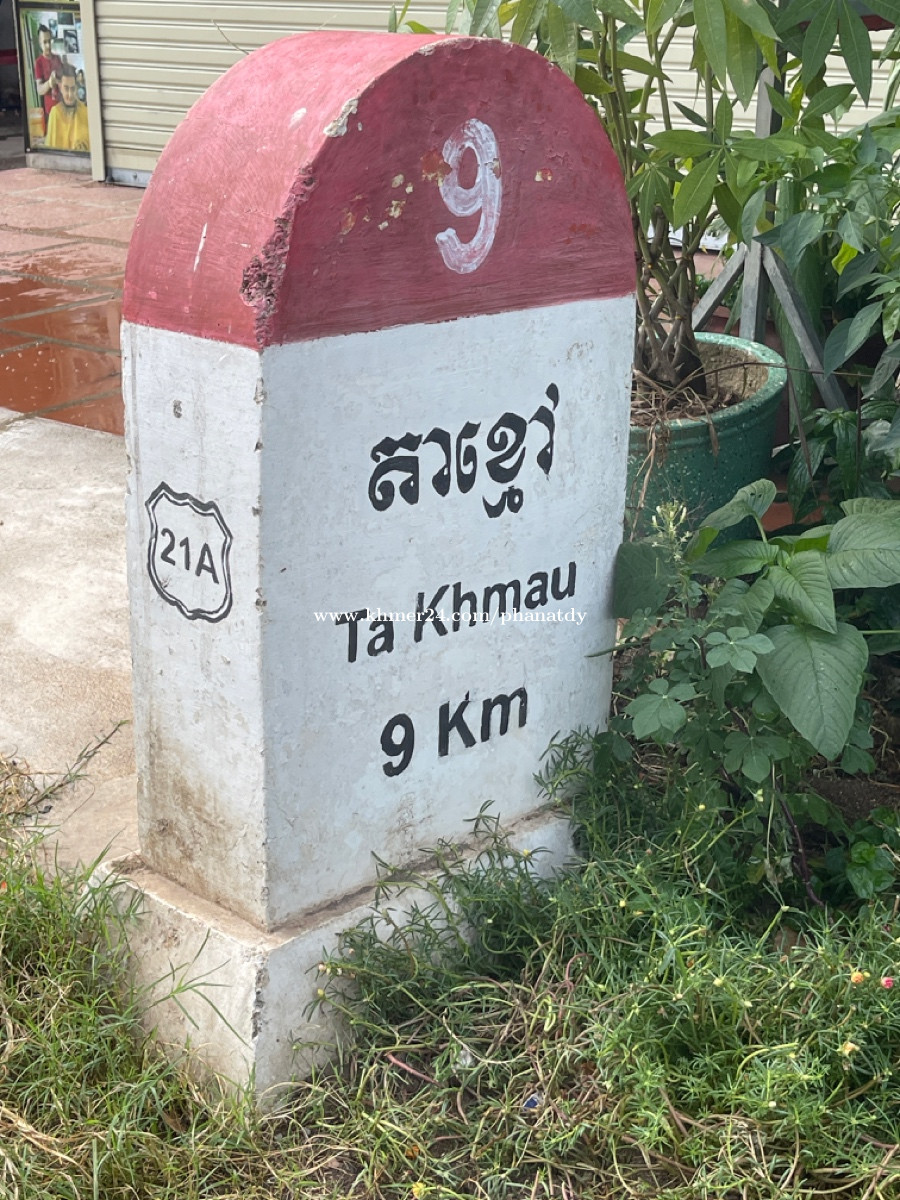 9
តាខ្មៅ
21A
Ta Khmau
www.khmer24.com/phanatdy
9 Km